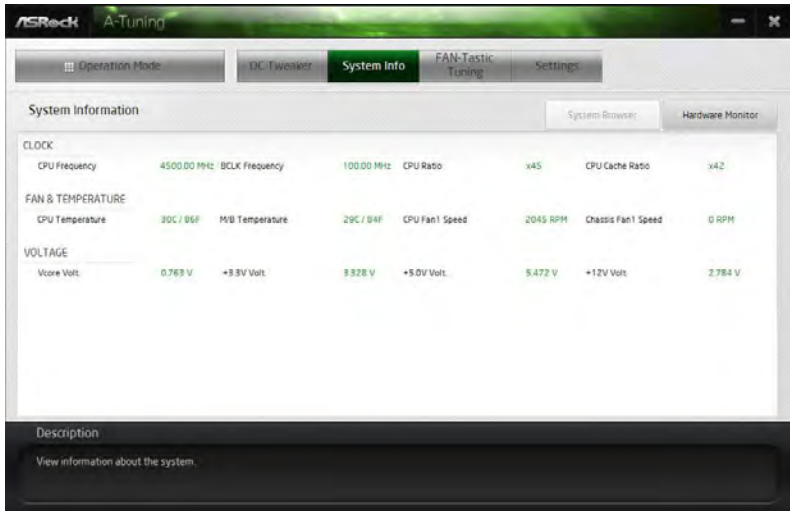 ASRock A-Tuning
Operation Mode DC Tweaker System Info FAN-Tastic Tuning Settings
System Information System Browser Hardware Monitor
CLOCK
CPU Frequency 4500.00 MHz BCLK Frequency 100.00 MHz CPU Ratio x45 CPU Cache Ratio x42
FAN & TEMPERATURE
CPU Temperature 30C / 86F M/B Temperature 29C / 84F CPU Fan1 Speed 2045 RPM Chassis Fan1 Speed 0 RPM
VOLTAGE
Vcore Volt. 0.763 V +3.3V Volt. 3.328 V +5.0V Volt. 5.472 V +12V Volt. 2.784 V
Description
View information about the system.